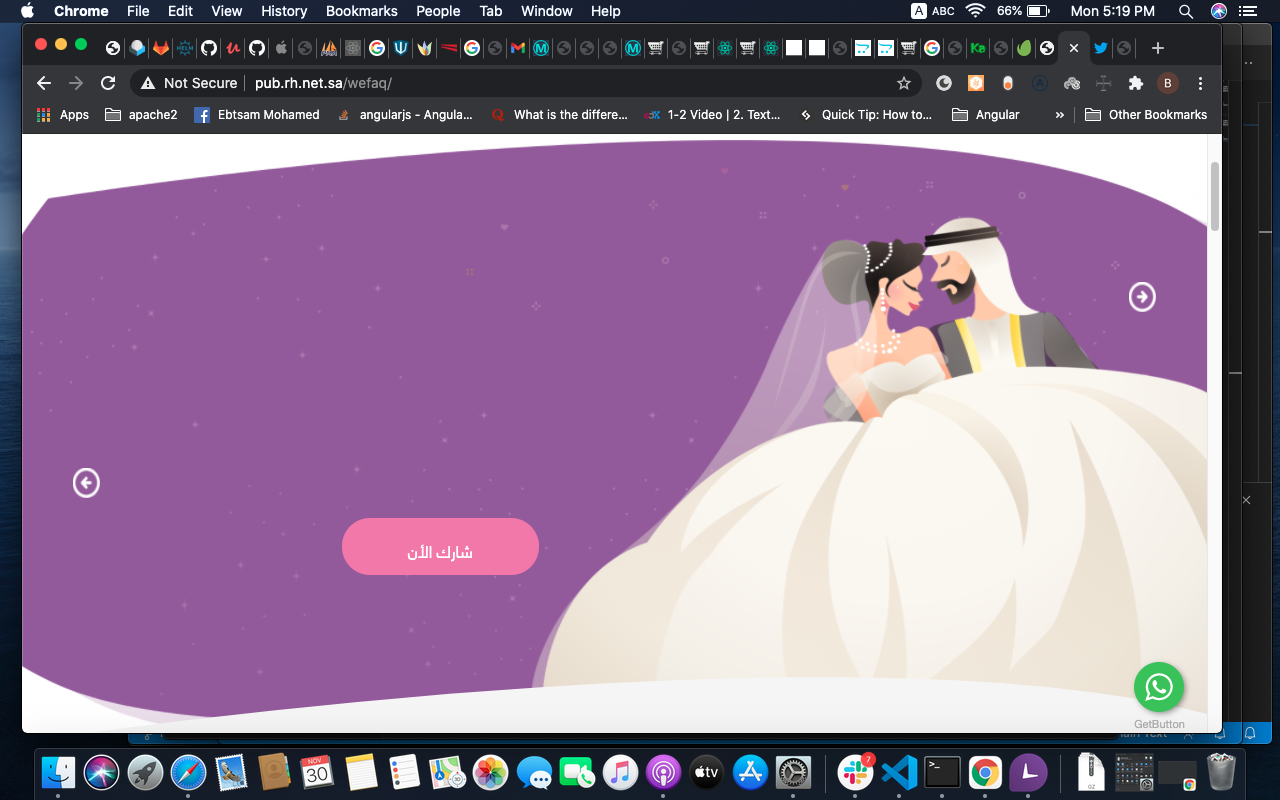 Chrome File Edit View History Bookmarks People Tab Window Help
A ABC 66% Mon 5:19 PM
Not Secure pub.rh.net.sa/wefaq/
B
Apps apache2 Ebtsam Mohamed angularjs - Angula... What is the differe... 1-2 Video | 2. Text... Quick Tip: How to... Angular » Other Bookmarks
شارك الأن
GetButton
NOV
30
7
tv